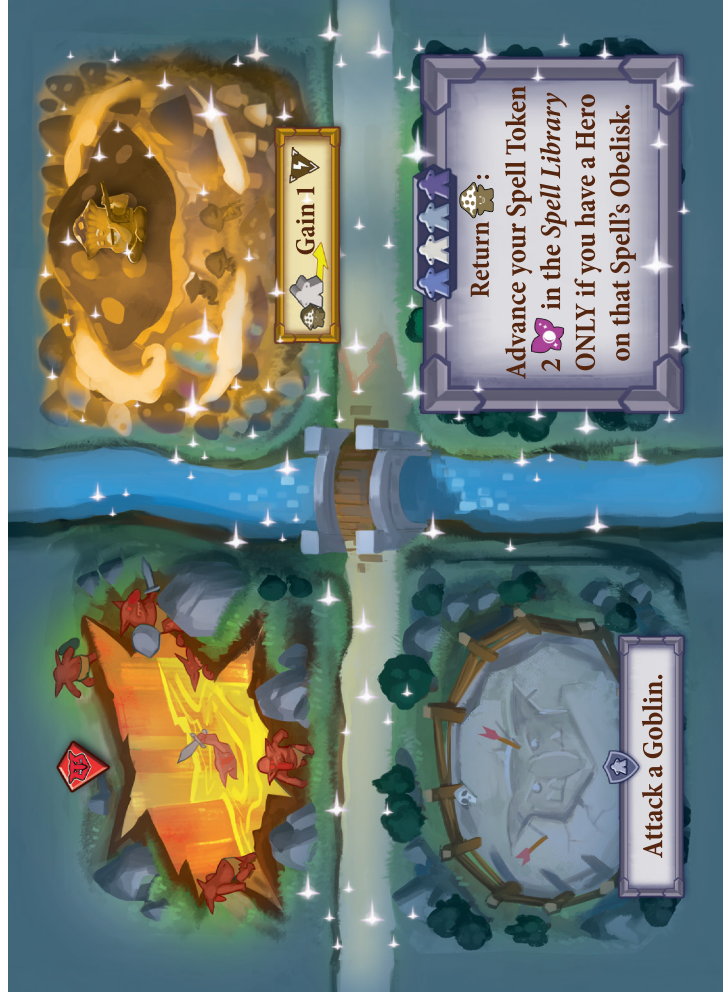 Gain 1
Return :
Advance your Spell Token
2 in the Spell Library
ONLY if you have a Hero
on that Spell's Obelisk.
Attack a Goblin.